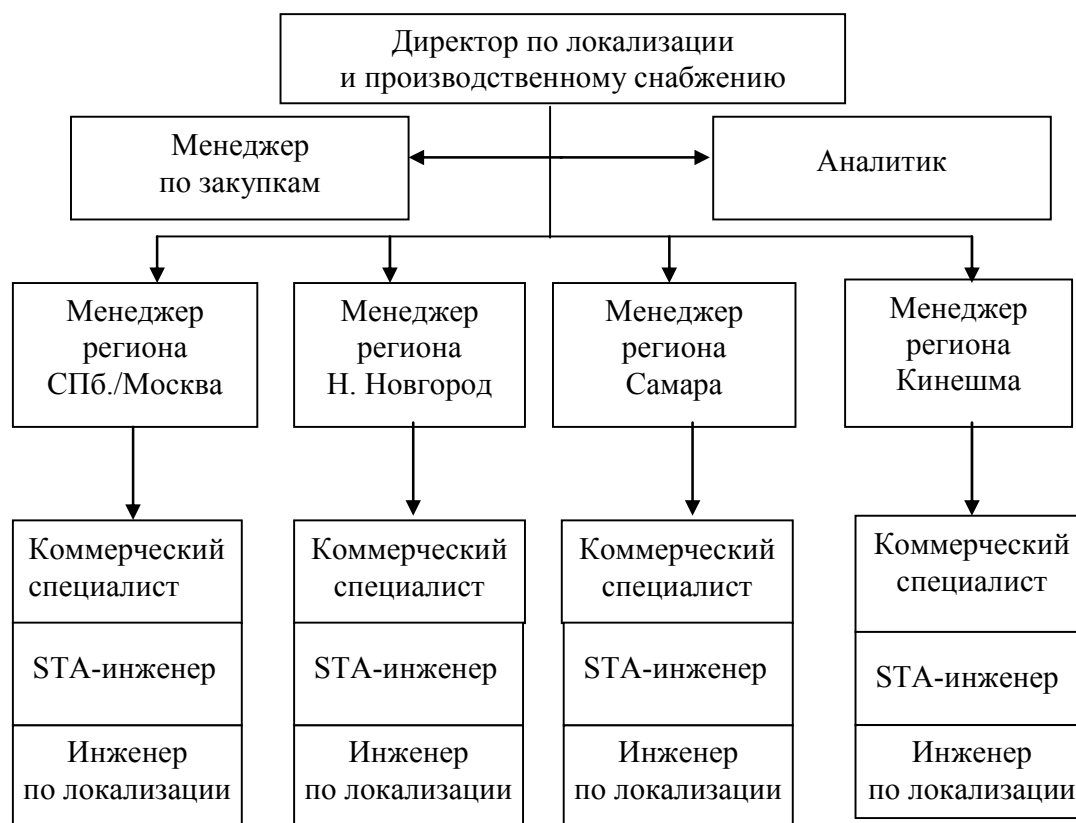 Директор по локализации
и производственному снабжению
Менеджер
по закупкам
Аналитик
Менеджер
региона
СПб./Москва
Менеджер
региона
Н. Новгород
Менеджер
региона
Самара
Менеджер
региона
Кинешма
Коммерческий
специалист
STA-инженер
Инженер
по локализации
Коммерческий
специалист
STA-инженер
Инженер
по локализации
Коммерческий
специалист
STA-инженер
Инженер
по локализации
Коммерческий
специалист
STA-инженер
Инженер
по локализации